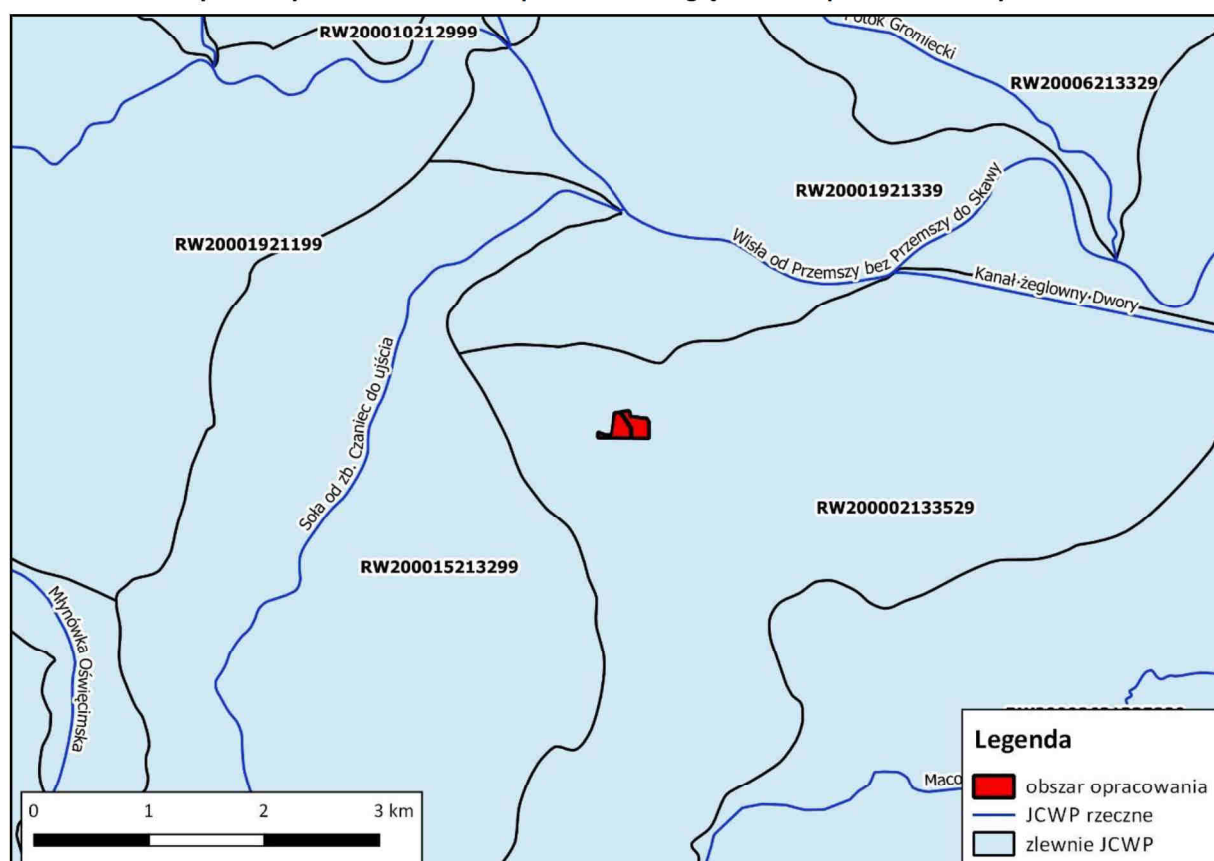 RW200010212999
Potok Gromiecki
RW20006213329
RW20001921339
RW20001921199
Wisła od Przemszy bez Przemszy do Skawy
Kanał żeglowny Dwory
Soła od zb. Czaniec do ujścia
RW200002133529
RW200015213299
Młynówka Oświęcimska
Legenda
obszar opracowania
JCWP rzeczne
zlewnie JCWP
Maco
0 1 2 3 km